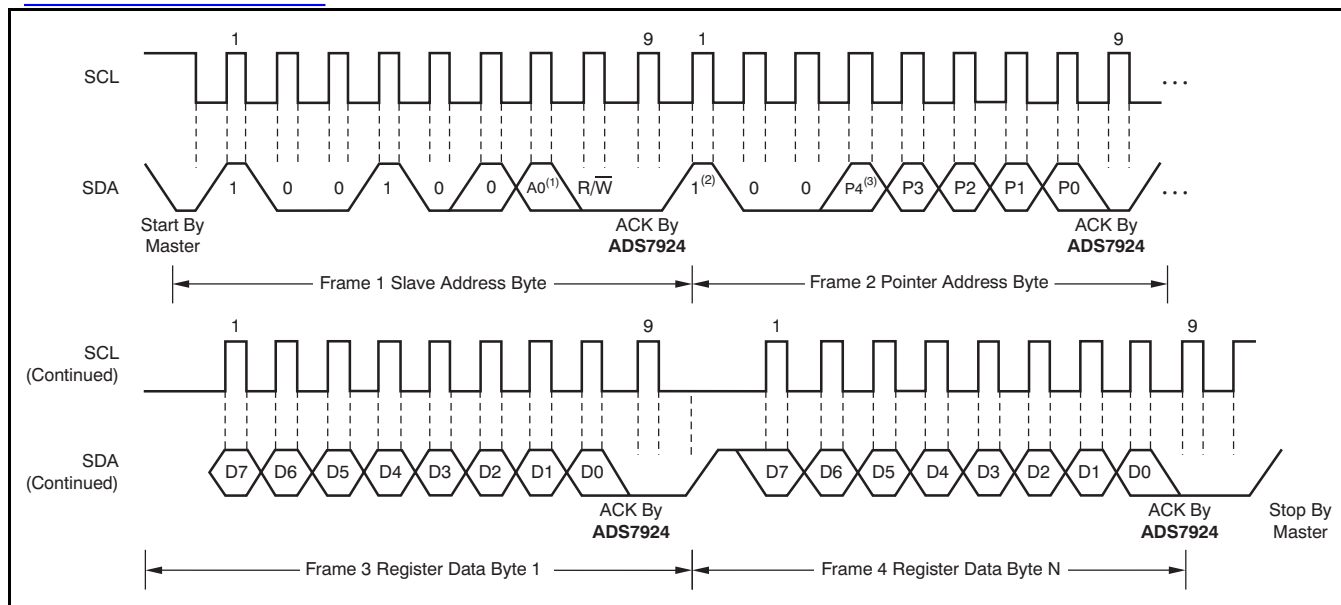 1 9 1 9
SCL ...
SDA 1 0 0 1 0 0 A0(1) R/W̅ 1(2) 0 0 P4(3) P3 P2 P1 P0 ...
Start By Master
ACK By ADS7924
ACK By ADS7924
Frame 1 Slave Address Byte
Frame 2 Pointer Address Byte
1 9 1 9
SCL (Continued)
SDA (Continued)
D7 D6 D5 D4 D3 D2 D1 D0 D7 D6 D5 D4 D3 D2 D1 D0
ACK By ADS7924
ACK By ADS7924
Stop By Master
Frame 3 Register Data Byte 1
Frame 4 Register Data Byte N